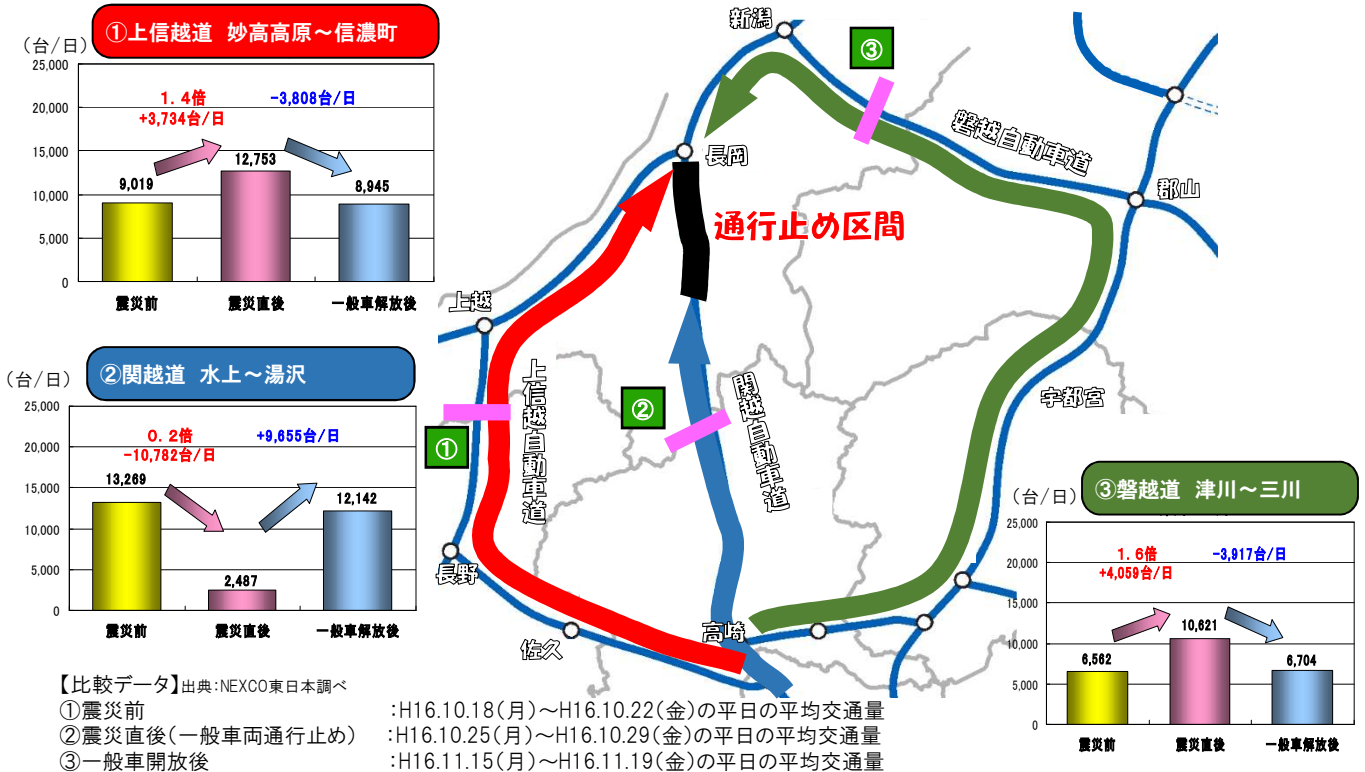 ①上信越道 妙高高原～信濃町
(台/日)
25,000
20,000
15,000
10,000
5,000
0
1.4倍
+3,734台/日
-3,808台/日
9,019
12,753
8,945
震災前
震災直後
一般車解放後
②関越道 水上～湯沢
(台/日)
25,000
20,000
15,000
10,000
5,000
0
0.2倍
-10,782台/日
+9,655台/日
13,269
2,487
12,142
震災前
震災直後
一般車解放後
新潟
③
磐越自動車道
長岡
郡山
通行止め区間
上越
上信越自動車道
①
②
関越自動車道
宇都宮
長野
佐久
高崎
③磐越道 津川～三川
(台/日)
25,000
20,000
15,000
10,000
5,000
0
1.6倍
+4,059台/日
-3,917台/日
6,562
10,621
6,704
震災前
震災直後
一般車解放後
【比較データ】出典:NEXCO東日本調べ
①震災前 :H16.10.18(月)～H16.10.22(金)の平日の平均交通量
②震災直後(一般車両通行止め) :H16.10.25(月)～H16.10.29(金)の平日の平均交通量
③一般車開放後 :H16.11.15(月)～H16.11.19(金)の平日の平均交通量